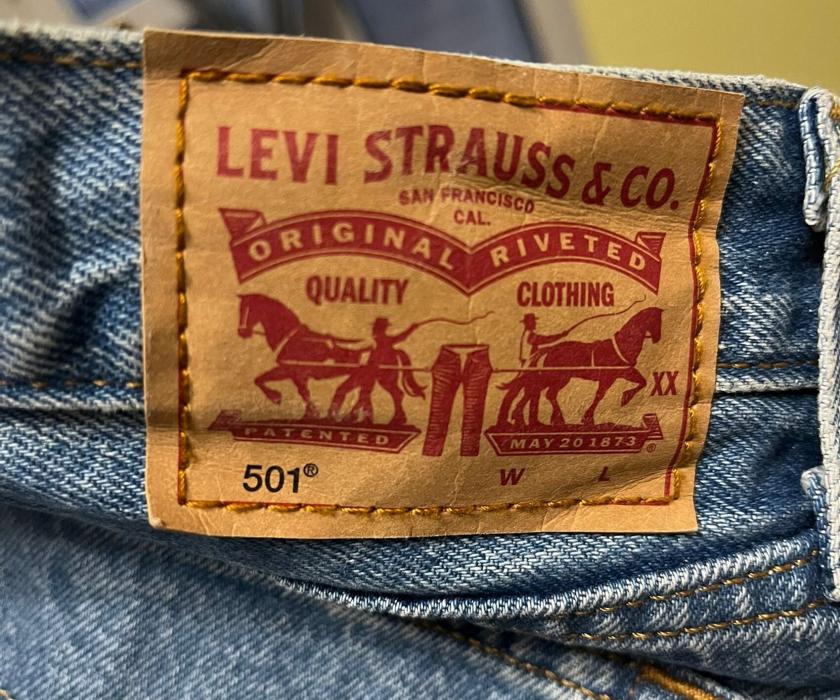 LEVI STRAUSS & CO.
SAN FRANCISCO
CAL.
ORIGINAL RIVETED
QUALITY CLOTHING
XX
PATENTED MAY 20 1873 ®
501® W L